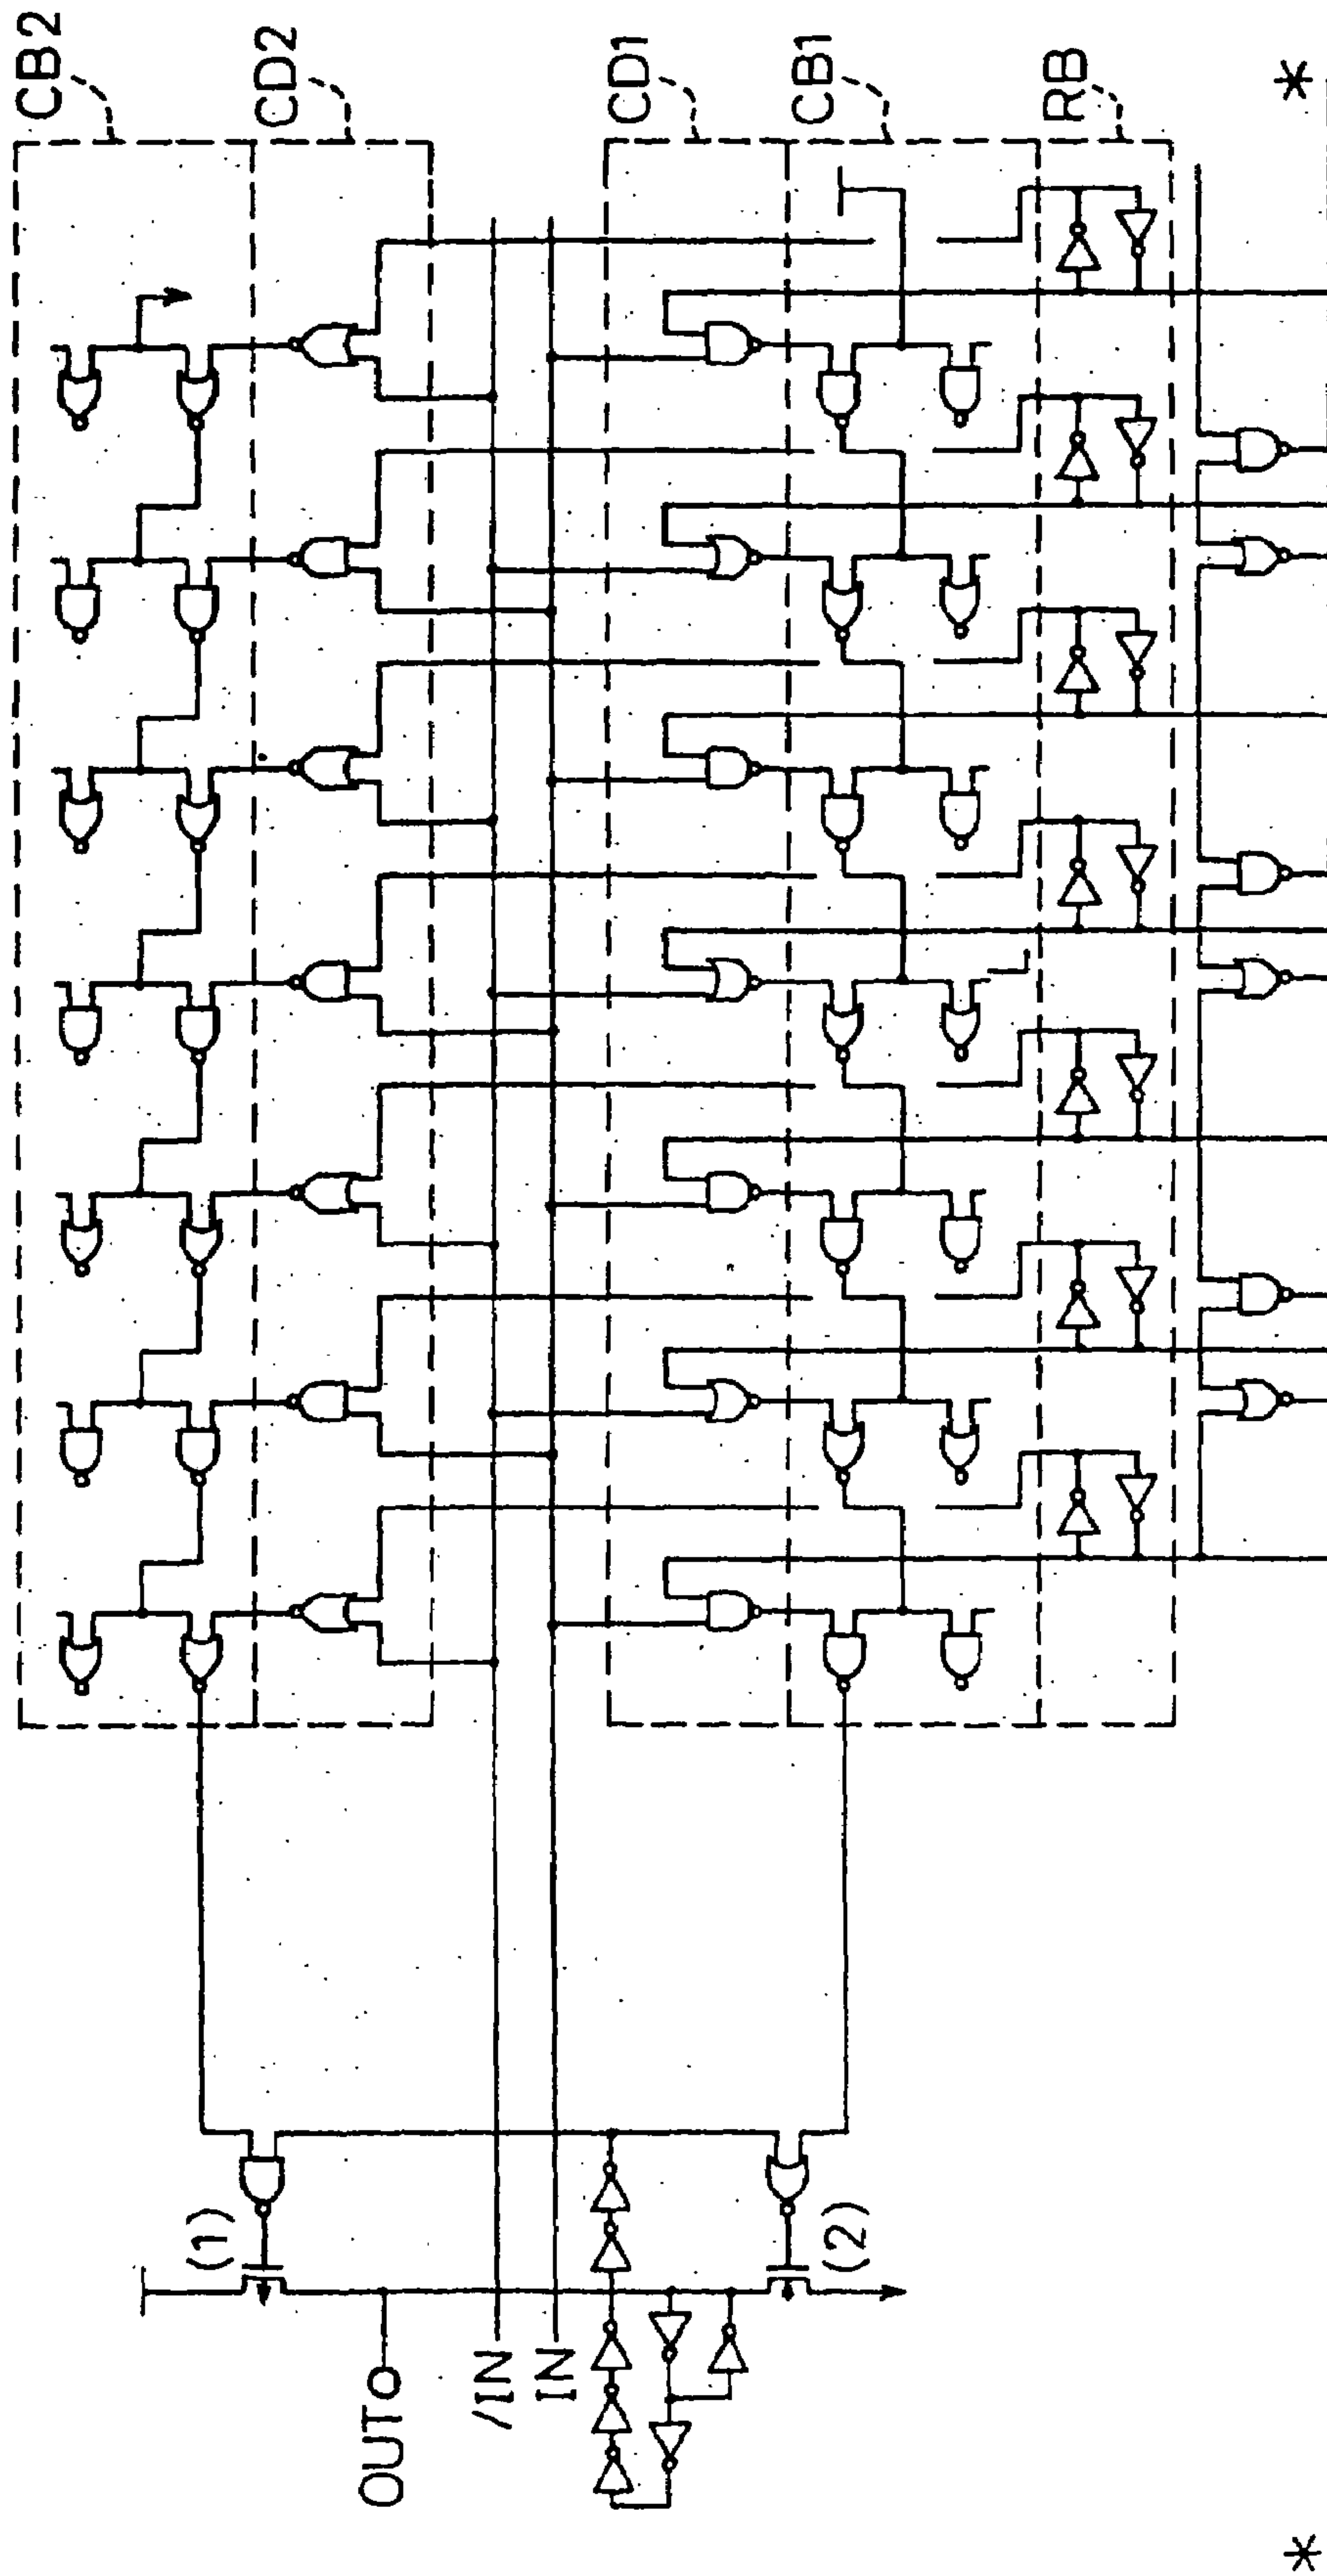 CB2
CD2
CD1
CB1
RB
*
(1)
(2)
OUT
/IN
IN
*